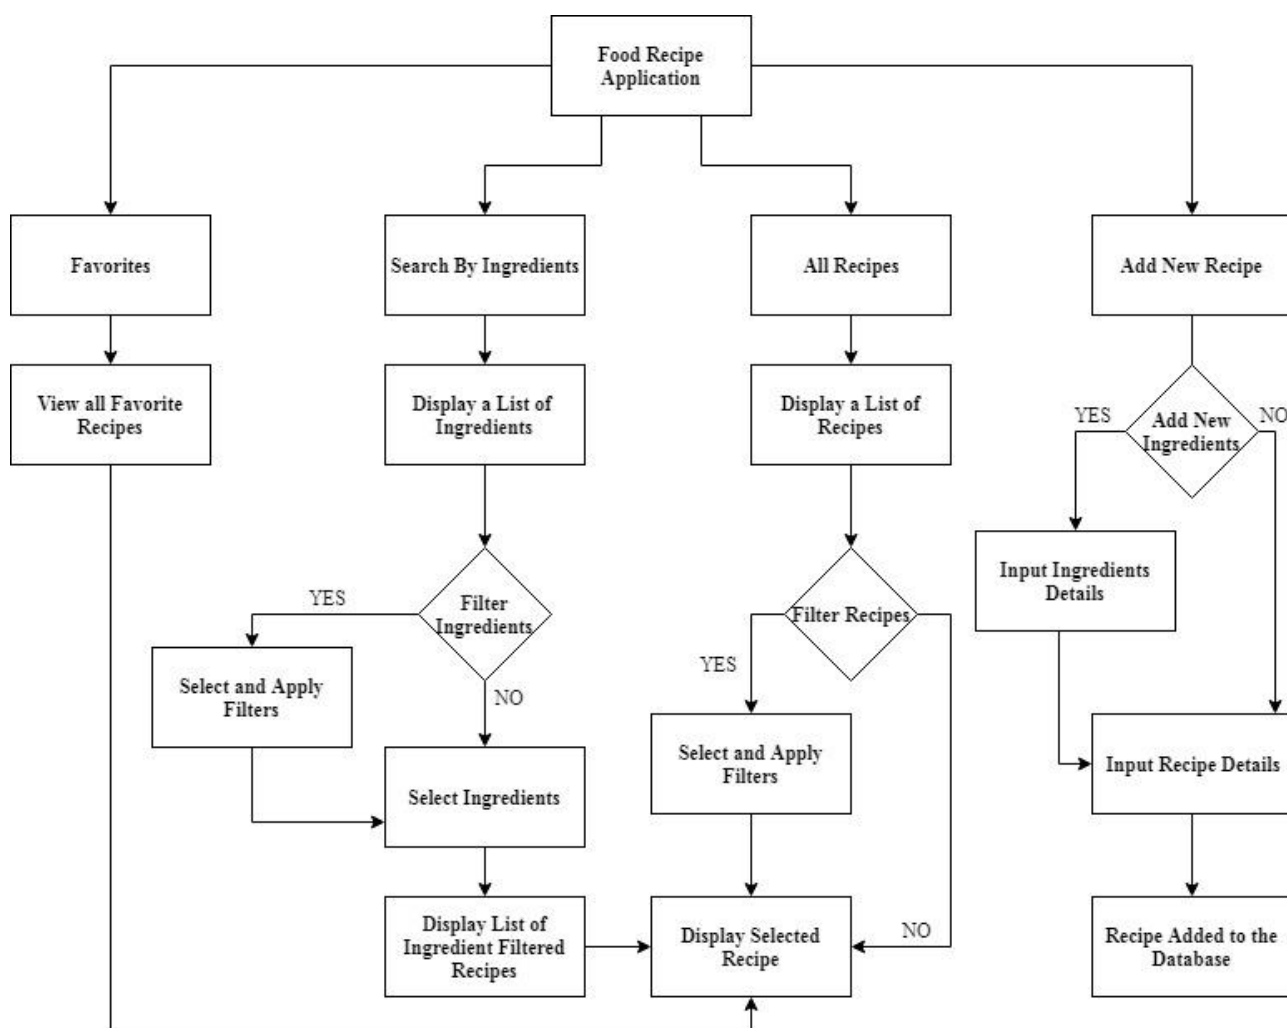 Food Recipe
Application
Favorites
Search By Ingredients
All Recipes
Add New Recipe
View all Favorite
Recipes
Display a List of
Ingredients
Display a List of
Recipes
YES
Add New
Ingredients
NO
Input Ingredients
Details
YES
Filter
Ingredients
NO
Filter Recipes
YES
Select and Apply
Filters
Select Ingredients
Select and Apply
Filters
Input Recipe Details
Display List of
Ingredient Filtered
Recipes
Display Selected
Recipe
NO
Recipe Added to the
Database